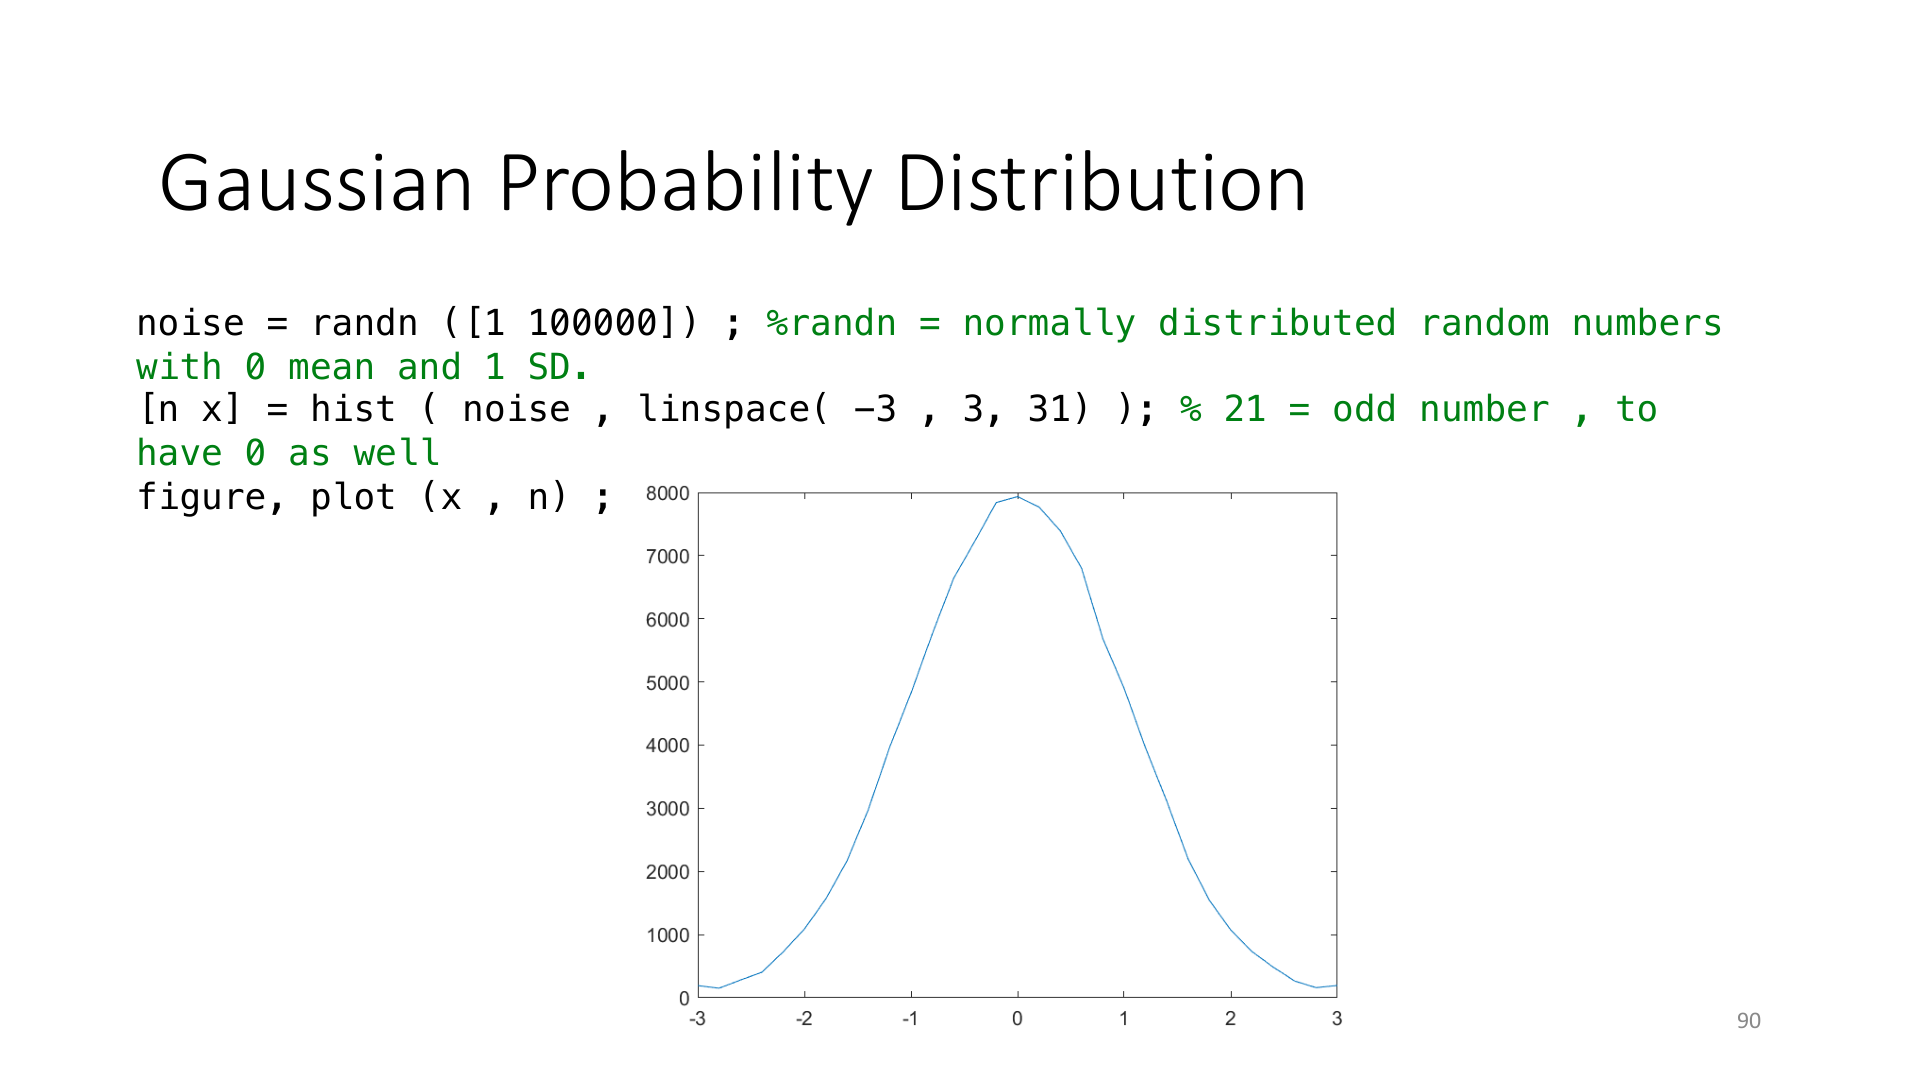 Gaussian Probability Distribution
noise = randn ([1 100000]) ; %randn = normally distributed random numbers
with 0 mean and 1 SD.
[n x] = hist ( noise , linspace( −3 , 3, 31) ); % 21 = odd number , to
have 0 as well
figure, plot (x , n) ;
8000
7000
6000
5000
4000
3000
2000
1000
0
-3 -2 -1 0 1 2 3
90